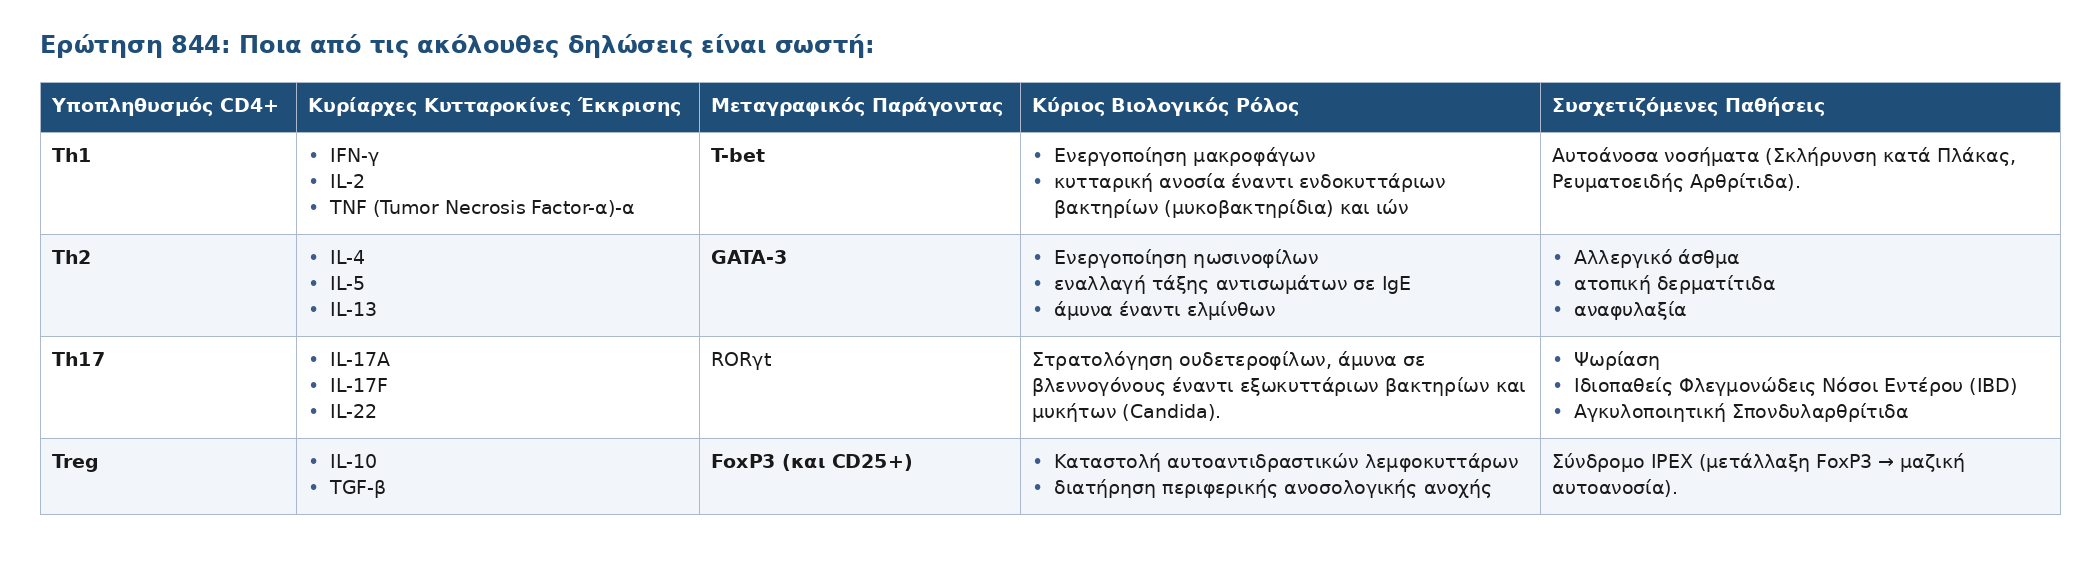 Ερώτηση 844: Ποια από τις ακόλουθες δηλώσεις είναι σωστή:
Υποπληθυσμός CD4+ Κυρίαρχες Κυτταροκίνες Έκκρισης Μεταγραφικός Παράγοντας Κύριος Βιολογικός Ρόλος Συσχετιζόμενες Παθήσεις
Th1
• IFN-γ
• IL-2
• TNF (Tumor Necrosis Factor-α)-α
T-bet
• Ενεργοποίηση μακροφάγων
• κυτταρική ανοσία έναντι ενδοκυττάριων
βακτηρίων (μυκοβακτηρίδια) και ιών
Αυτοάνοσα νοσήματα (Σκλήρυνση κατά Πλάκας,
Ρευματοειδής Αρθρίτιδα).
Th2
• IL-4
• IL-5
• IL-13
GATA-3
• Ενεργοποίηση ηωσινοφίλων
• εναλλαγή τάξης αντισωμάτων σε IgE
• άμυνα έναντι ελμίνθων
• Αλλεργικό άσθμα
• ατοπική δερματίτιδα
• αναφυλαξία
Th17
• IL-17A
• IL-17F
• IL-22
RORγt
Στρατολόγηση ουδετεροφίλων, άμυνα σε
βλεννογόνους έναντι εξωκυττάριων βακτηρίων και
μυκήτων (Candida).
• Ψωρίαση
• Ιδιοπαθείς Φλεγμονώδεις Νόσοι Εντέρου (IBD)
• Αγκυλοποιητική Σπονδυλαρθρίτιδα
Treg
• IL-10
• TGF-β
FoxP3 (και CD25+)
• Καταστολή αυτοαντιδραστικών λεμφοκυττάρων
• διατήρηση περιφερικής ανοσολογικής ανοχής
Σύνδρομο IPEX (μετάλλαξη FoxP3 → μαζική
αυτοανοσία).